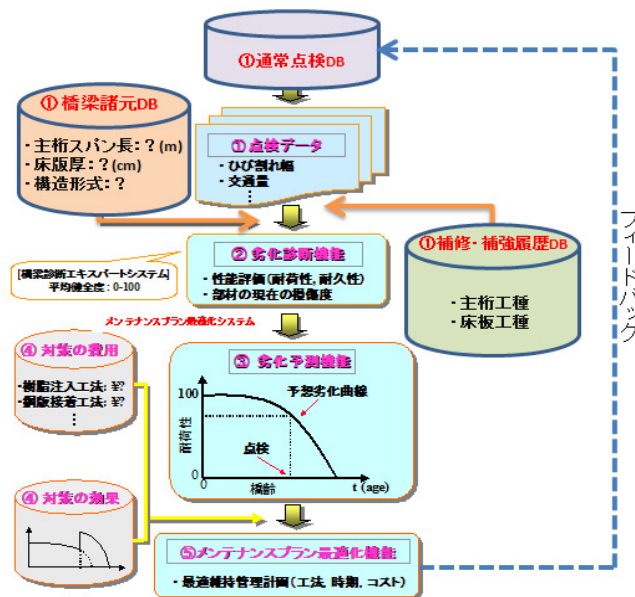 ①通常点検DB
①橋梁諸元DB
・主桁スパン長:?(m)
・床版厚:?(cm)
・構造形式:?
①点検データ
・ひび割れ幅
・交通量
⋮
①補修・補強履歴DB
・主桁工種
・床板工種
フィードバック
②劣化診断機能
・性能評価(耐荷性,耐久性)
・部材の現在の損傷度
[橋梁診断エキスパートシステム]
平均健全度:0-100
メンテナンスプラン最適化システム
④対策の費用
・樹脂注入工法:¥?
・鋼版接着工法:¥?
⋮
③劣化予測機能
100
予想劣化曲線
耐荷性
点検
0
0
橋齢
t (age)
④対策の効果
⑤メンテナンスプラン最適化機能
・最適維持管理計画(工法,時期,コスト)